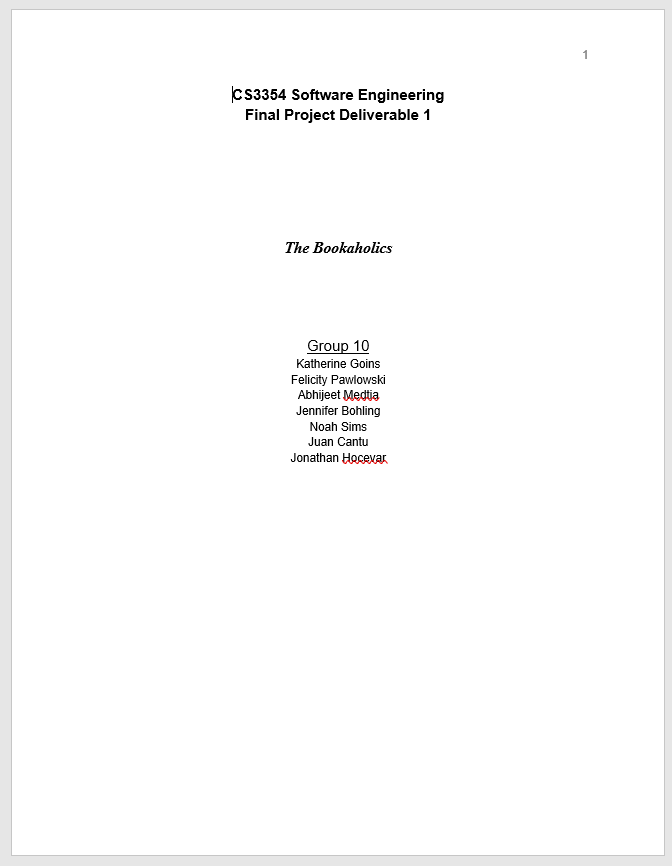 1
CS3354 Software Engineering
Final Project Deliverable 1
The Bookaholics
Group 10
Katherine Goins
Felicity Pawlowski
Abhijeet Medtia
Jennifer Bohling
Noah Sims
Juan Cantu
Jonathan Hocevar